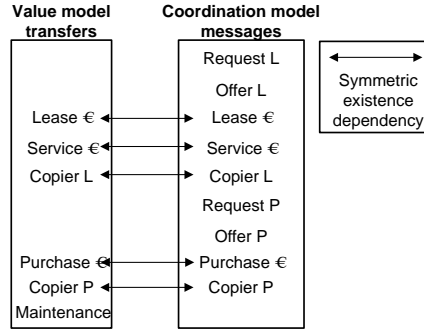 Value model
transfers
Coordination model
messages
Request L
Offer L
Lease €
Lease €
Service €
Service €
Copier L
Copier L
Request P
Offer P
Purchase €
Purchase €
Copier P
Copier P
Maintenance
Symmetric
existence
dependency